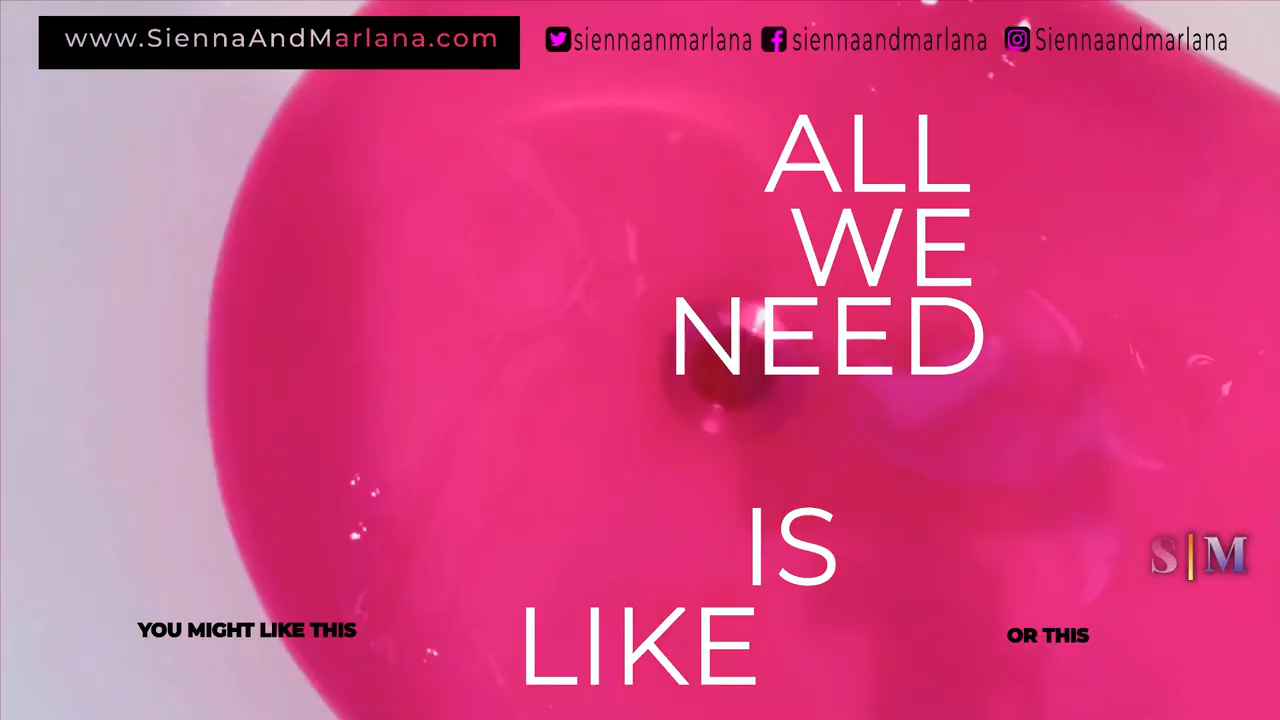 www.SiennaAndMarlana.com
siennaanmarlana siennaandmarlana Siennaandmarlana
ALL
WE
NEED
IS
LIKE
S|M
YOU MIGHT LIKE THIS
OR THIS